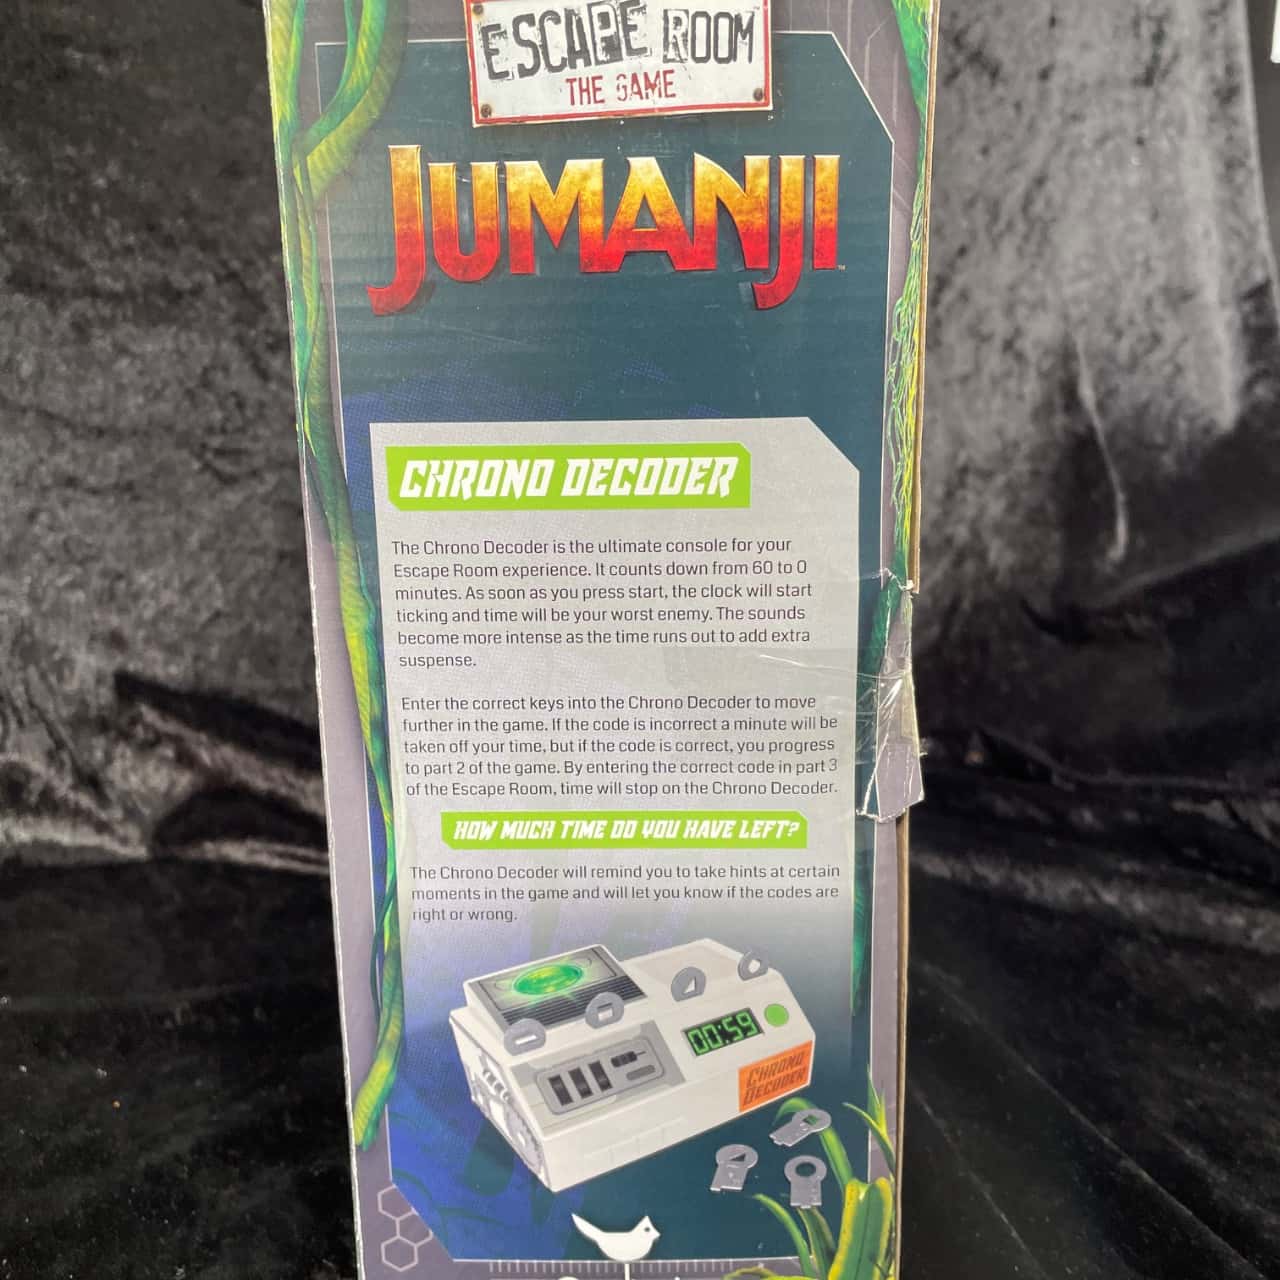 ESCAPE ROOM
THE GAME
JUMANJI
CHRONO DECODER
The Chrono Decoder is the ultimate console for your
Escape Room experience. It counts down from 60 to 0
minutes. As soon as you press start, the clock will start
ticking and time will be your worst enemy. The sounds
become more intense as the time runs out to add extra
suspense.
Enter the correct keys into the Chrono Decoder to move
further in the game. If the code is incorrect a minute will be
taken off your time, but if the code is correct, you progress
to part 2 of the game. By entering the correct code in part 3
of the Escape Room, time will stop on the Chrono Decoder.
HOW MUCH TIME DO YOU HAVE LEFT?
The Chrono Decoder will remind you to take hints at certain
moments in the game and will let you know if the codes are
right or wrong.
00:59
CHRONO
DECODER